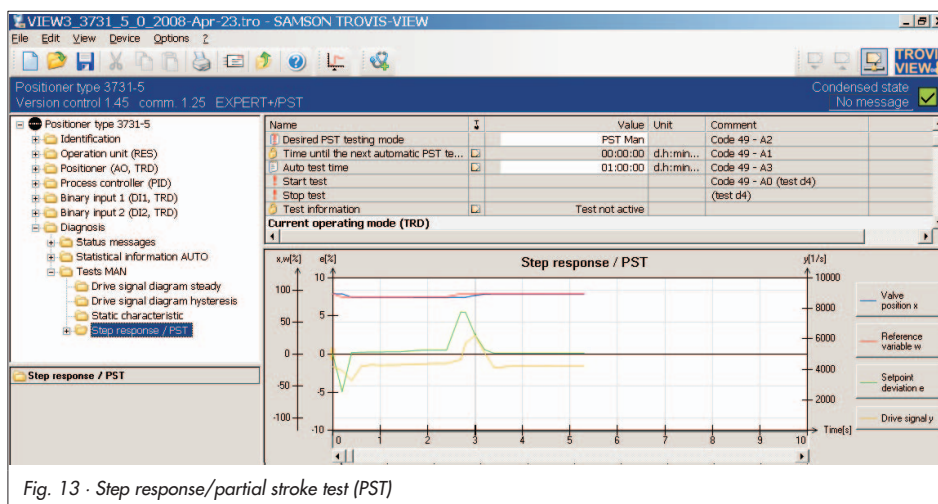 VIEW3_3731_5_0_2008-Apr-23.tro - SAMSON TROVIS-VIEW
File Edit View Device Options ?
TROVI
VIEW
Positioner type 3731-5
Version control 1.45 comm. 1.25 EXPERT+/PST
Condensed state
No message
Positioner type 3731-5
Identification
Operation unit (RES)
Positioner (AO, TRD)
Process controller (PID)
Binary input 1 (DI1, TRD)
Binary input 2 (DI2, TRD)
Diagnosis
Status messages
Statistical information AUTO
Tests MAN
Drive signal diagram steady
Drive signal diagram hysteresis
Static characteristic
Step response / PST
Step response / PST
Name Value Unit Comment
Desired PST testing mode PST Man Code 49 - A2
Time until the next automatic PST te... 00:00:00 d.h:min... Code 49 - A1
Auto test time 01:00:00 d.h:min... Code 49 - A3
Start test Code 49 - A0 (test d4)
Stop test (test d4)
Test information Test not active
Current operating mode (TRD)
x,w[%] e[%] Step response / PST y[1/s]
10 10000
100 8000
5
50 6000
0 0 4000
-50 -5 2000
-100 -10 Time[s]
0 1 2 3 4 5 6 7 8 9 10
Valve
position x
Reference
variable w
Setpoint
deviation e
Drive signal y
Fig. 13 · Step response/partial stroke test (PST)